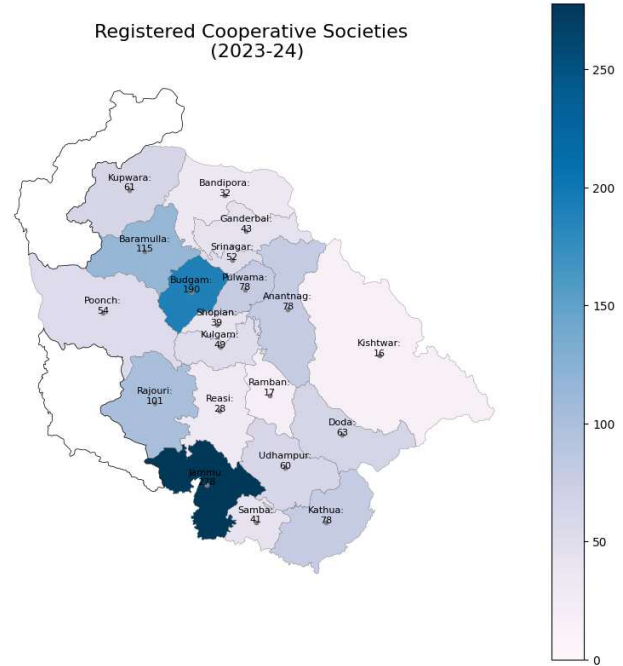 Registered Cooperative Societies
(2023-24)
Kupwara:
61
Bandipora:
32
Ganderbal:
43
Baramulla:
115
Srinagar:
52
Budgam:
190
Pulwama:
78
Anantnag:
78
Poonch:
54
Shopian:
39
Kulgam:
49
Kishtwar:
16
Rajouri:
101
Reasi:
28
Ramban:
17
Doda:
63
Udhampur:
60
Jammu
278
Samba:
41
Kathua:
78
250
200
150
100
50
0